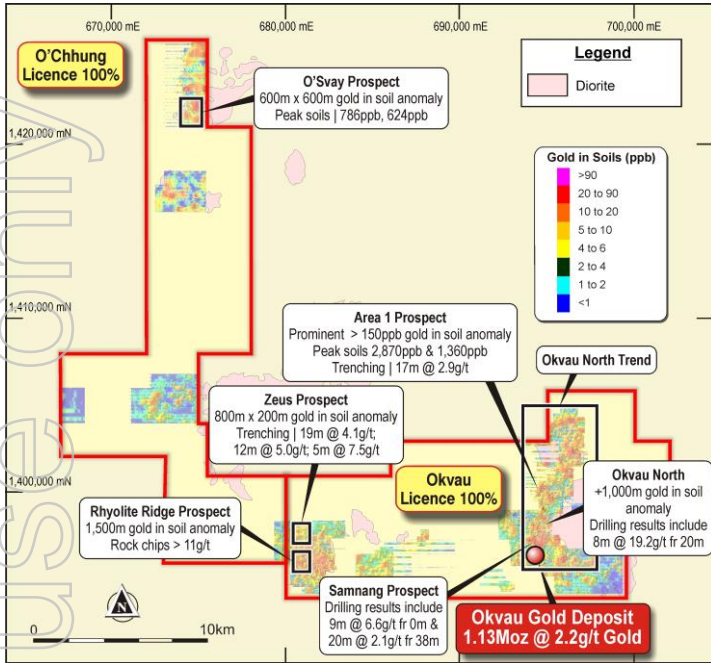 670,000 mE
680,000 mE
690,000 mE
700,000 mE
1,420,000 mN
1,410,000 mN
1,400,000 mN
O'Chhung
Licence 100%
O'Svay Prospect
600m x 600m gold in soil anomaly
Peak soils | 786ppb, 624ppb
Legend
Diorite
Gold in Soils (ppb)
>90
20 to 90
10 to 20
5 to 10
4 to 6
2 to 4
1 to 2
<1
Area 1 Prospect
Prominent > 150ppb gold in soil anomaly
Peak soils 2,870ppb & 1,360ppb
Trenching | 17m @ 2.9g/t
Okvau North Trend
Zeus Prospect
800m x 200m gold in soil anomaly
Trenching | 19m @ 4.1g/t;
12m @ 5.0g/t; 5m @ 7.5g/t
Okvau
Licence 100%
Okvau North
+1,000m gold in soil
anomaly
Drilling results include
8m @ 19.2g/t fr 20m
Rhyolite Ridge Prospect
1,500m gold in soil anomaly
Rock chips > 11g/t
Samnang Prospect
Drilling results include
9m @ 6.6g/t fr 0m &
20m @ 2.1g/t fr 38m
Okvau Gold Deposit
1.13Moz @ 2.2g/t Gold
N
0 10km
use only